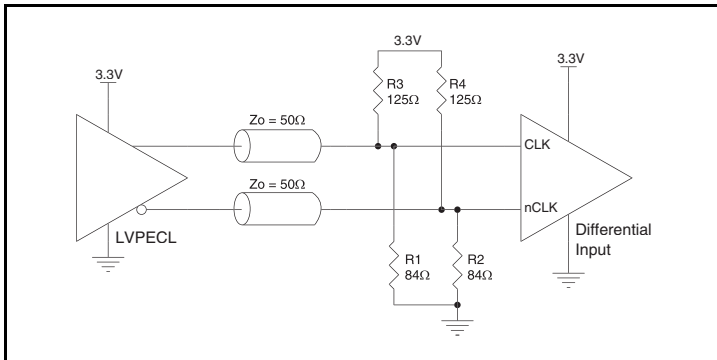 3.3V
3.3V
3.3V
R3
125Ω
R4
125Ω
Zo = 50Ω
CLK
Zo = 50Ω
nCLK
LVPECL
Differential
Input
R1
84Ω
R2
84Ω